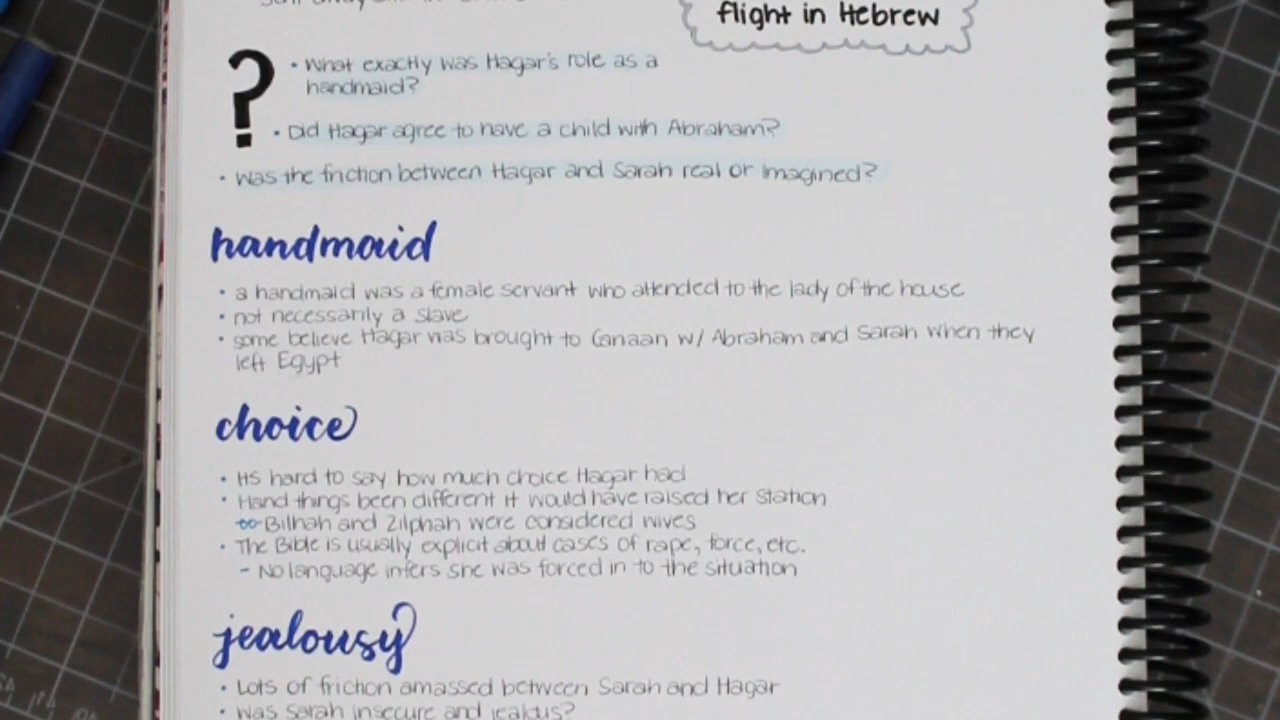 flight in Hebrew
?
• What exactly was Hagar's role as a
handmaid?
• Did Hagar agree to have a child with Abraham?
• Was the friction between Hagar and Sarah real or imagined?
handmaid
• a handmaid was a female servant who attended to the lady of the house
• not necessarily a slave
• some believe Hagar was brought to Canaan w/ Abraham and Sarah when they
left Egypt
choice
• its hard to say how much choice Hagar had
• Hand things been different it would have raised her station
Bilhah and Zilphah were considered wives
• The Bible is usually explicit about cases of rape, force, etc.
- No language infers she was forced in to the situation
jealousy
• Lots of friction amassed between Sarah and Hagar
• was Sarah insecure and jealous?